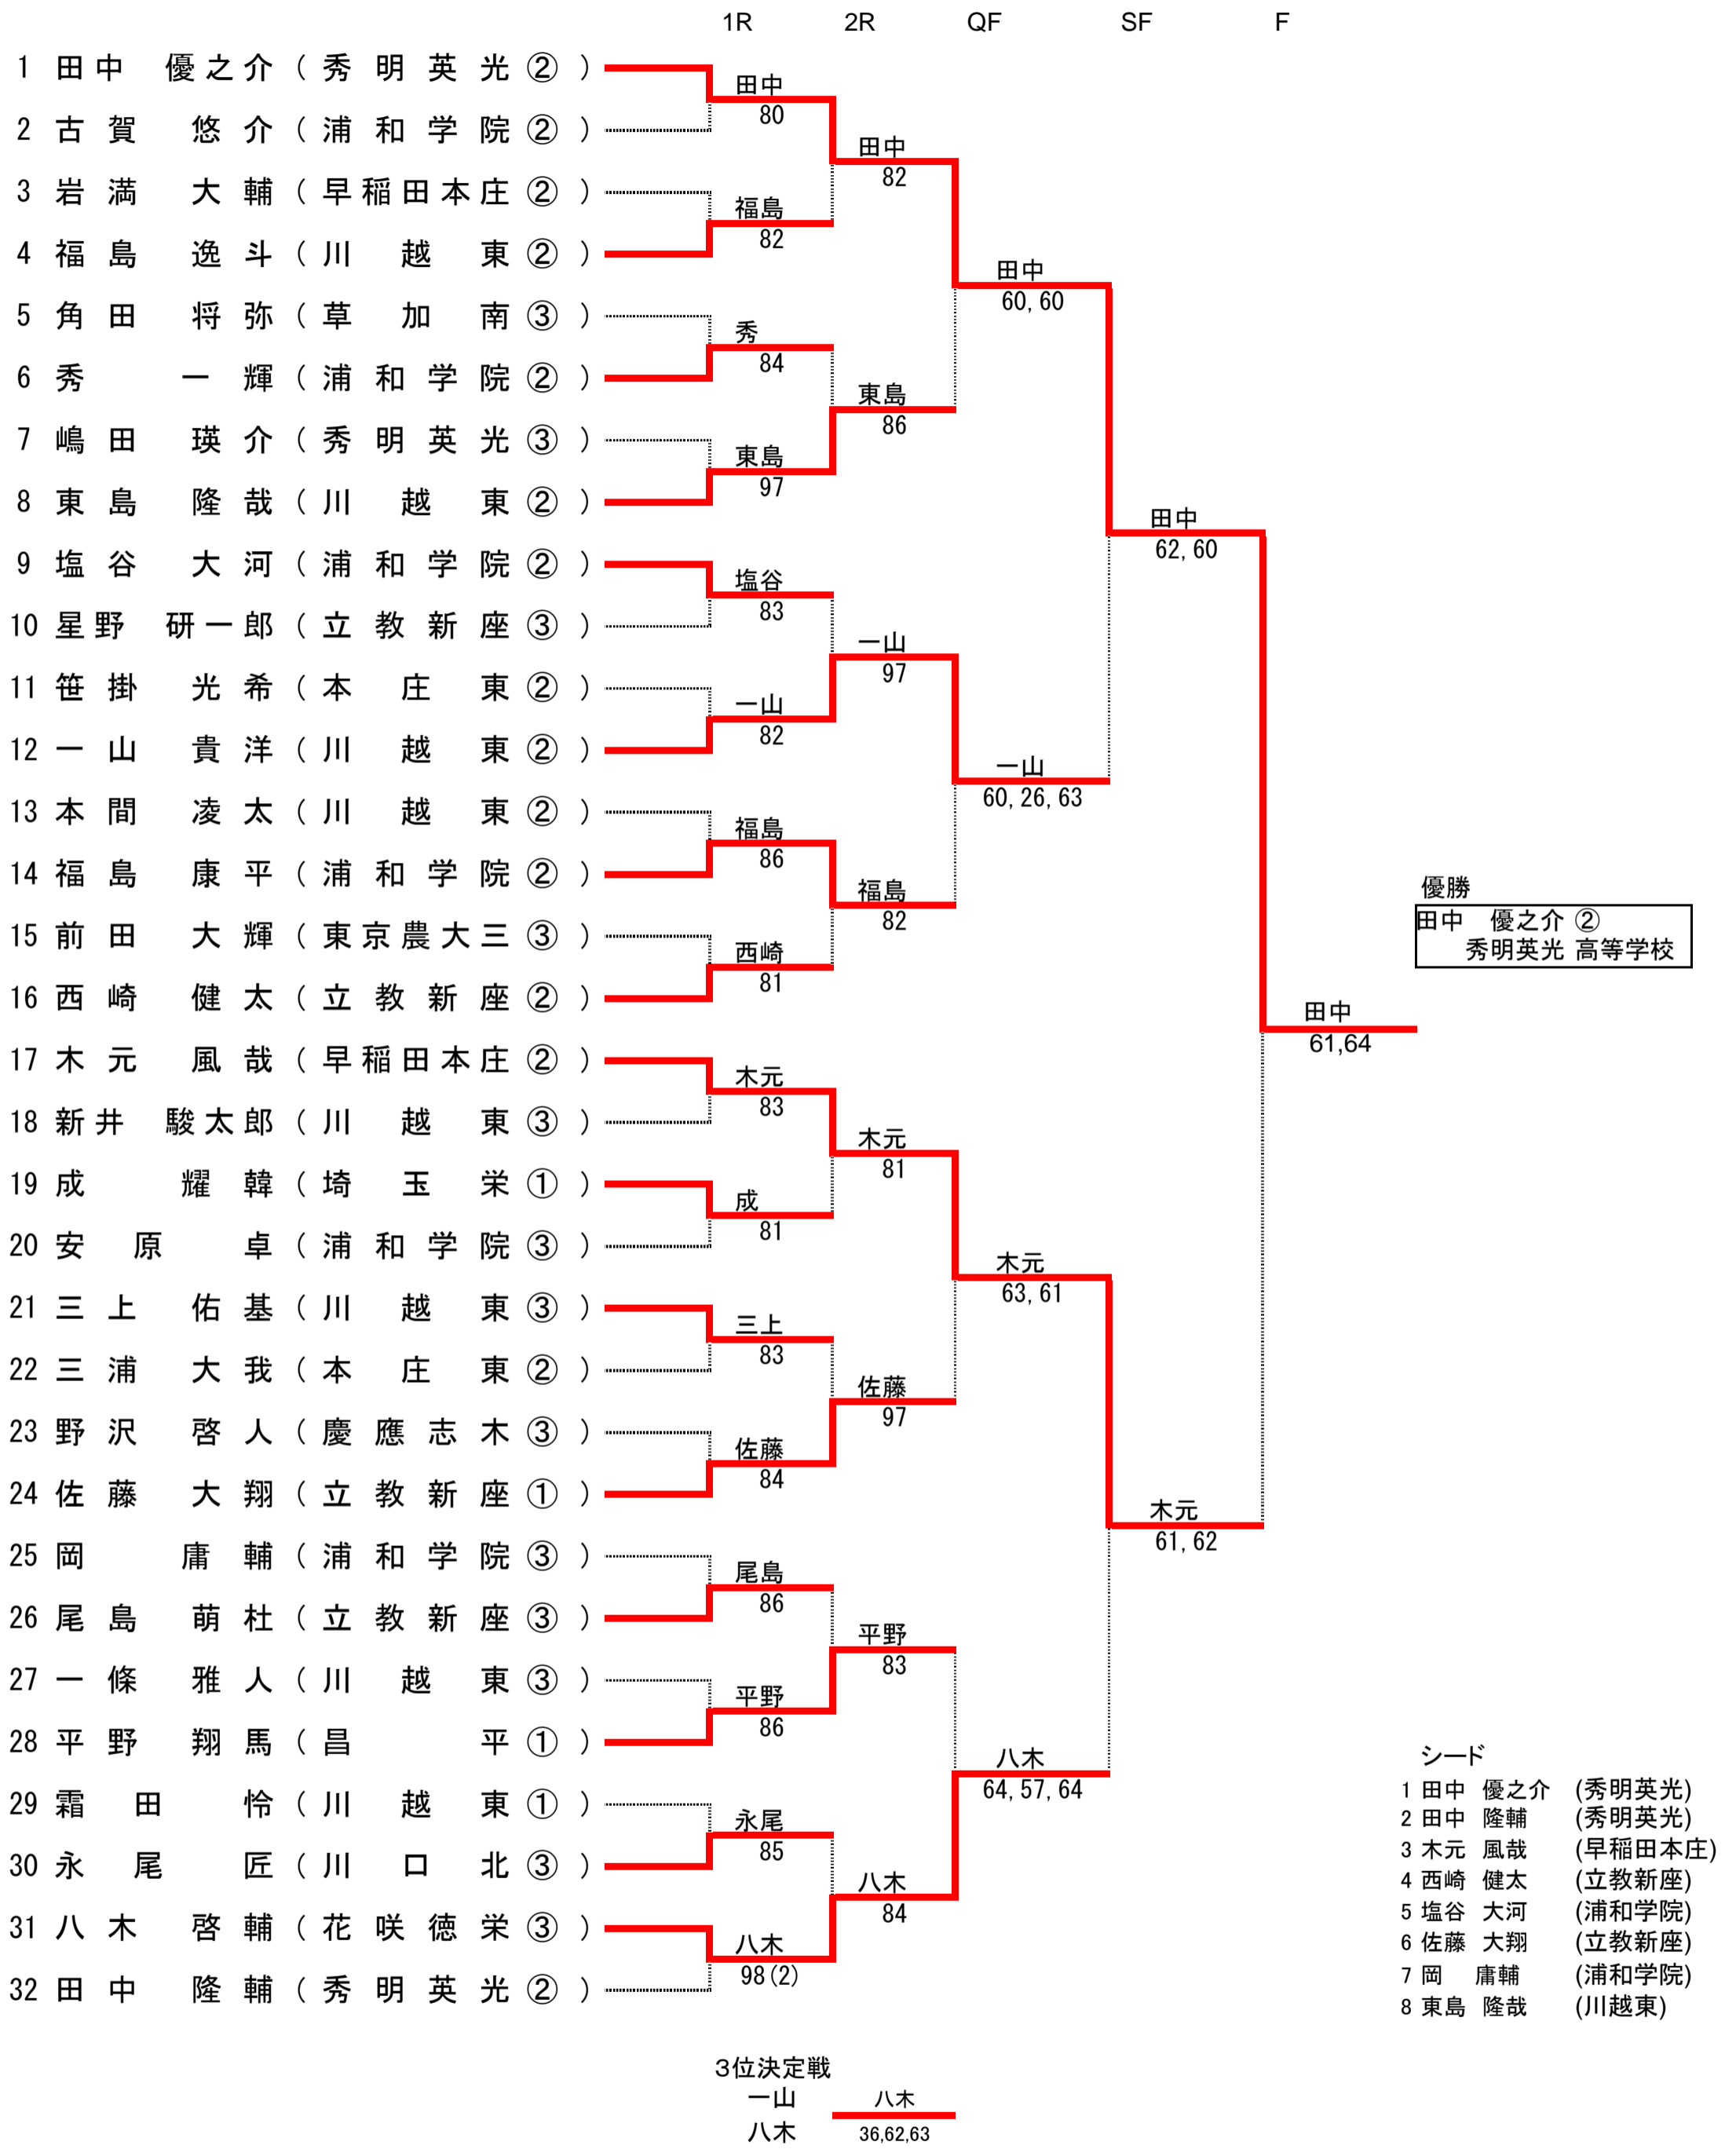 1R 2R QF SF F
1 田中 優之介 ( 秀明英光 ② )
田中
80
2 古賀 悠介 ( 浦和学院 ② )
田中
82
3 岩満 大輔 ( 早稲田本庄 ② )
福島
82
4 福島 逸斗 ( 川越東 ② )
田中
60, 60
5 角田 将弥 ( 草加南 ③ )
秀
84
6 秀 一輝 ( 浦和学院 ② )
東島
86
7 嶋田 瑛介 ( 秀明英光 ③ )
東島
97
8 東島 隆哉 ( 川越東 ② )
田中
62, 60
9 塩谷 大河 ( 浦和学院 ② )
塩谷
83
10 星野 研一郎 ( 立教新座 ③ )
一山
97
11 笹掛 光希 ( 本庄東 ② )
一山
82
12 一山 貴洋 ( 川越東 ② )
一山
60, 26, 63
13 本間 凌太 ( 川越東 ② )
福島
86
14 福島 康平 ( 浦和学院 ② )
福島
82
優勝
田中 優之介 ②
秀明英光 高等学校
15 前田 大輝 ( 東京農大三 ③ )
西崎
81
16 西崎 健太 ( 立教新座 ② )
田中
61,64
17 木元 風哉 ( 早稲田本庄 ② )
木元
83
18 新井 駿太郎 ( 川越東 ③ )
木元
81
19 成 耀韓 ( 埼玉栄 ① )
成
81
20 安原 卓 ( 浦和学院 ③ )
木元
63, 61
21 三上 佑基 ( 川越東 ③ )
三上
83
22 三浦 大我 ( 本庄東 ② )
佐藤
97
23 野沢 啓人 ( 慶應志木 ③ )
佐藤
84
24 佐藤 大翔 ( 立教新座 ① )
木元
61, 62
25 岡 庸輔 ( 浦和学院 ③ )
尾島
86
26 尾島 萌杜 ( 立教新座 ③ )
平野
83
27 一條 雅人 ( 川越東 ③ )
平野
86
28 平野 翔馬 ( 昌平 ① )
八木
64, 57, 64
29 霜田 怜 ( 川越東 ① )
永尾
85
30 永尾 匠 ( 川口北 ③ )
八木
84
31 八木 啓輔 ( 花咲徳栄 ③ )
八木
98(2)
32 田中 隆輔 ( 秀明英光 ② )
シード
1 田中 優之介 (秀明英光)
2 田中 隆輔 (秀明英光)
3 木元 風哉 (早稲田本庄)
4 西崎 健太 (立教新座)
5 塩谷 大河 (浦和学院)
6 佐藤 大翔 (立教新座)
7 岡 庸輔 (浦和学院)
8 東島 隆哉 (川越東)
３位決定戦
一山 八木
八木 36,62,63